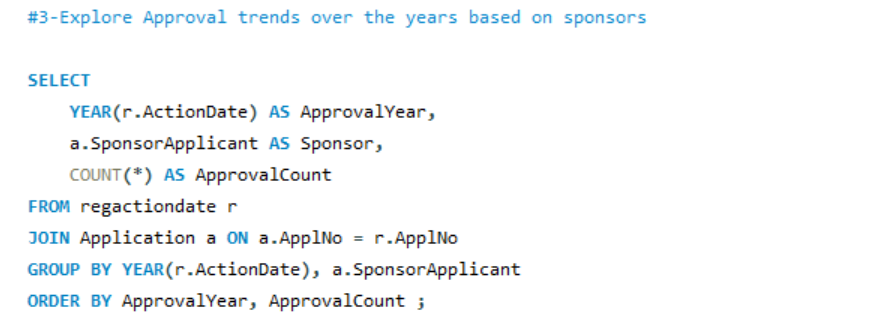 #3-Explore Approval trends over the years based on sponsors
SELECT
YEAR(r.ActionDate) AS ApprovalYear,
a.SponsorApplicant AS Sponsor,
COUNT(*) AS ApprovalCount
FROM regactiondate r
JOIN Application a ON a.ApplNo = r.ApplNo
GROUP BY YEAR(r.ActionDate), a.SponsorApplicant
ORDER BY ApprovalYear, ApprovalCount ;